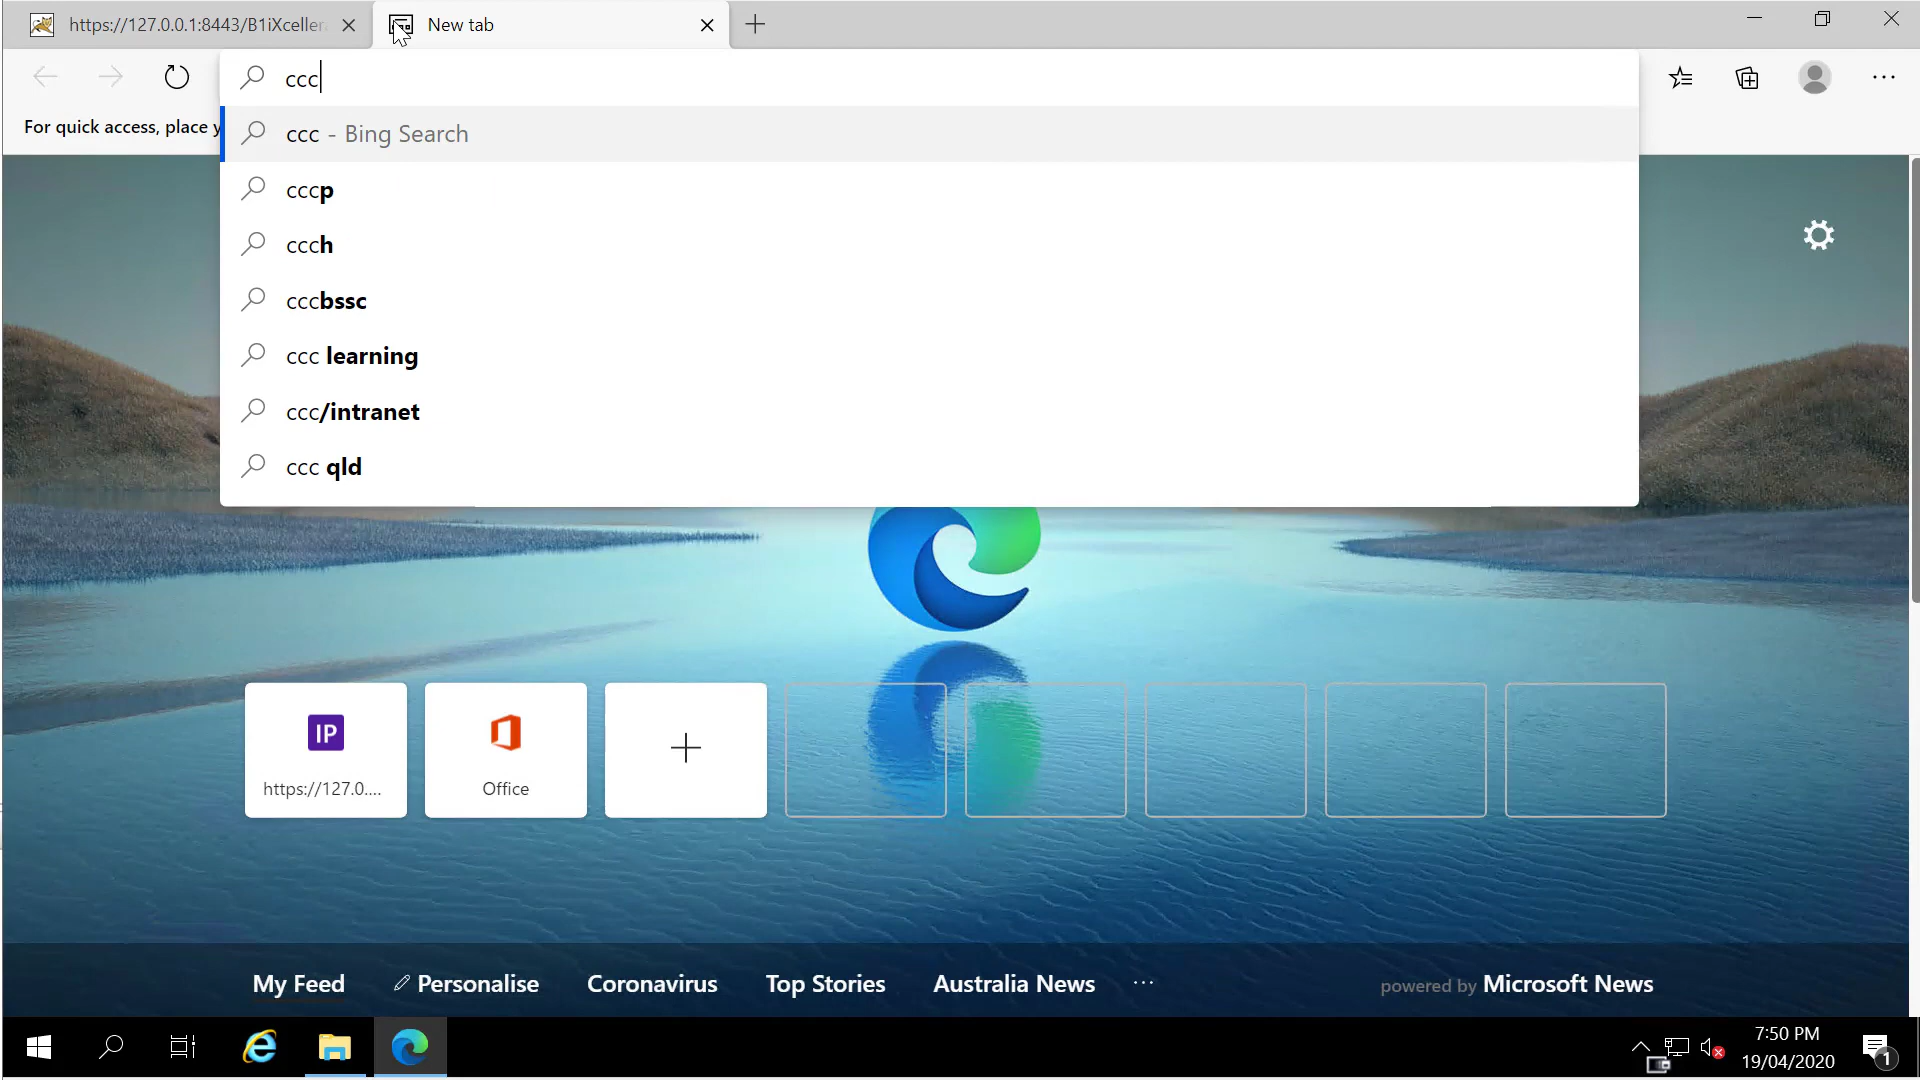 https://127.0.0.1:8443/B1iXceller
New tab
ccc
For quick access, place y
ccc - Bing Search
cccp
ccch
cccbssc
ccc learning
ccc/intranet
ccc qld
IP
https://127.0....
Office
My Feed
Personalise
Coronavirus
Top Stories
Australia News
...
powered by Microsoft News
7:50 PM
19/04/2020
1